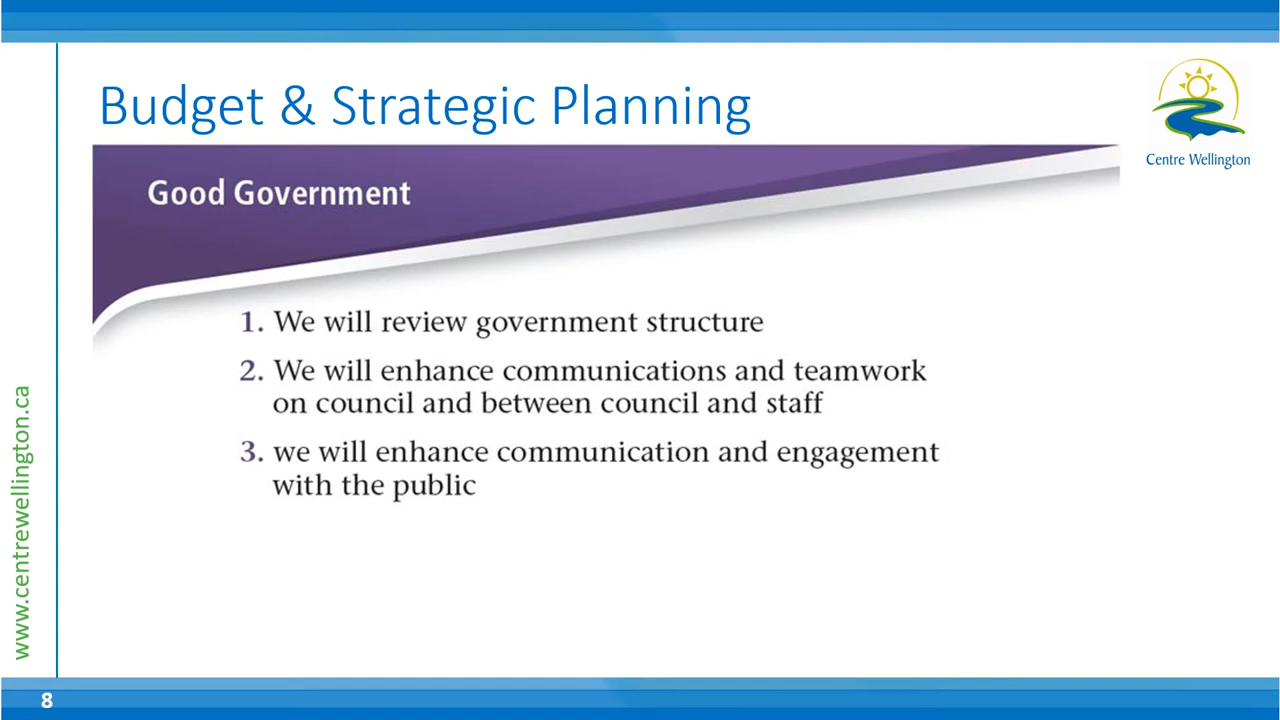 Budget & Strategic Planning
Centre Wellington
Good Government
1. We will review government structure
2. We will enhance communications and teamwork
on council and between council and staff
3. we will enhance communication and engagement
with the public
www.centrewellington.ca
8